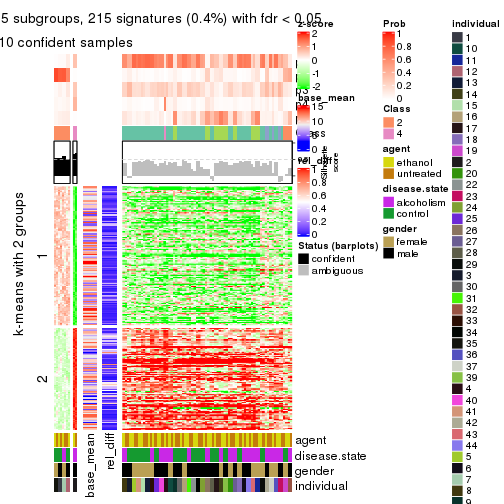 5 subgroups, 215 signatures (0.4%) with fdr < 0.05
10 confident samples
z-score
2
1
0
-1
-2
base_mean
0
rel_diff
1
0.8
0.6
0.4
0.2
0
Status (barplots)
confident
ambiguous
Prob
1
0.8
0.6
0.4
0.2
0
Class
2
4
agent
ethanol
untreated
disease.state
alcoholism
control
gender
female
male
individual
1
10
11
12
13
14
15
16
17
18
19
2
20
22
23
24
25
26
27
28
29
3
30
31
32
33
34
35
36
37
39
4
40
41
42
43
44
5
6
7
8
9
k-means with 2 groups
1
2
base_mean
rel_diff
agent
disease.state
gender
individual